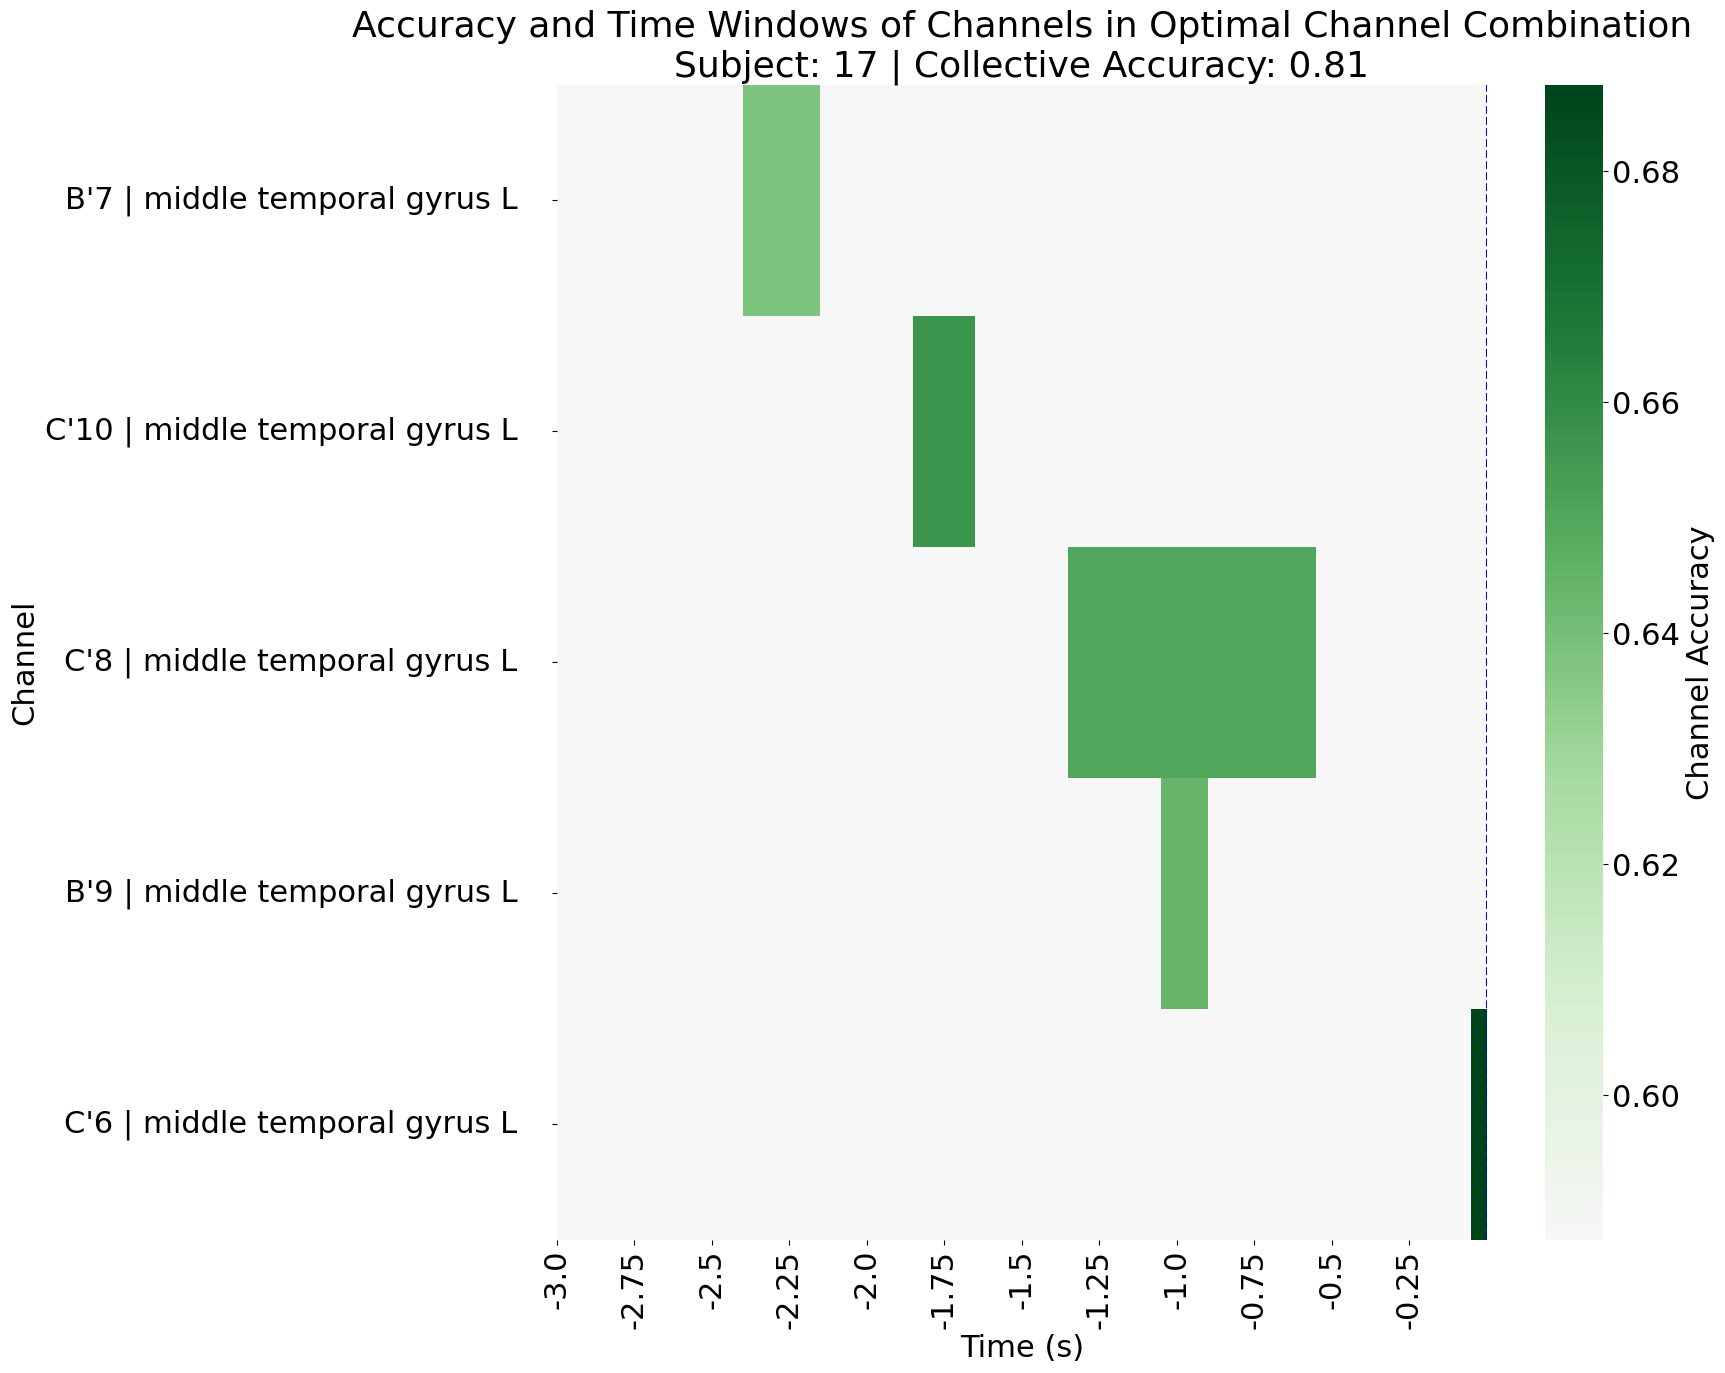 Accuracy and Time Windows of Channels in Optimal Channel Combination
Subject: 17 | Collective Accuracy: 0.81
Channel
B'7 | middle temporal gyrus L
C'10 | middle temporal gyrus L
C'8 | middle temporal gyrus L
B'9 | middle temporal gyrus L
C'6 | middle temporal gyrus L
-3.0
-2.75
-2.5
-2.25
-2.0
-1.75
-1.5
-1.25
-1.0
-0.75
-0.5
-0.25
Time (s)
0.68
0.66
0.64
0.62
0.60
Channel Accuracy